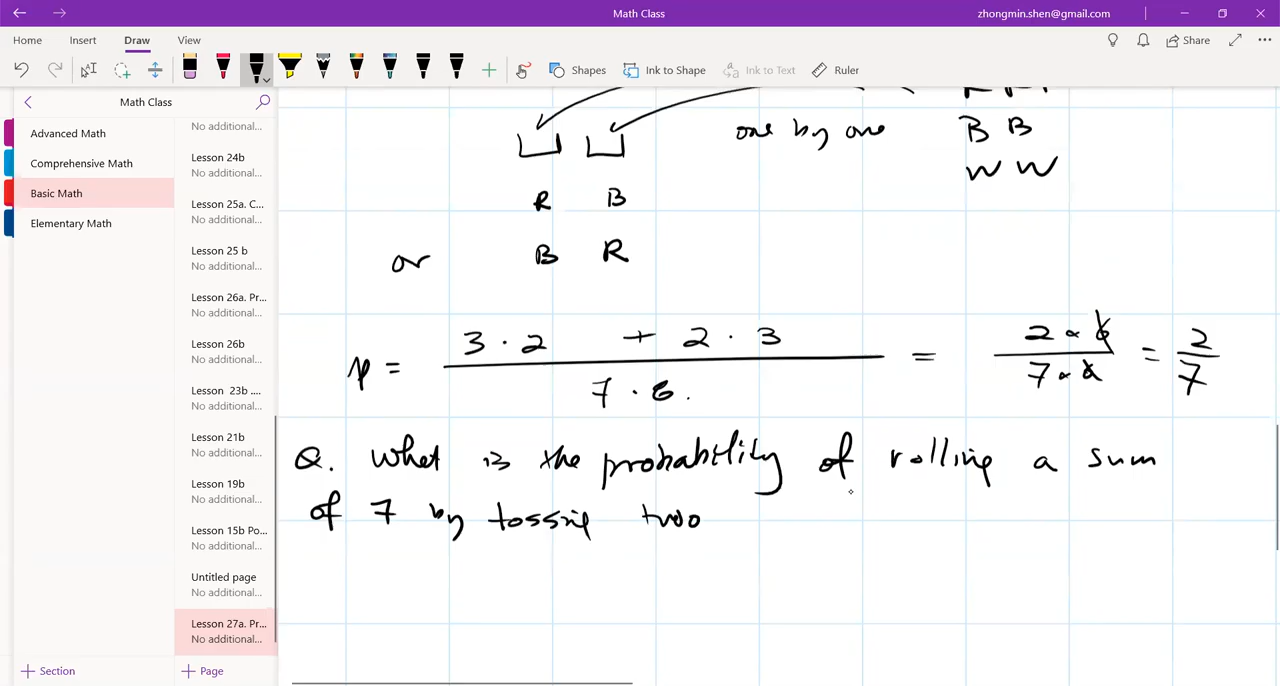 Math Class
zhongmin.shen@gmail.com
Home
Insert
Draw
View
Share
Shapes
Ink to Shape
Ink to Text
Ruler
Math Class
Advanced Math
Comprehensive Math
Basic Math
Elementary Math
No additional...
Lesson 24b
No additional...
Lesson 25a. C...
No additional...
Lesson 25 b
No additional...
Lesson 26a. Pr...
No additional...
Lesson 26b
No additional...
Lesson 23b ....
No additional...
Lesson 21b
No additional...
Lesson 19b
No additional...
Lesson 15b Po...
No additional...
Untitled page
No additional...
Lesson 27a. Pr...
No additional...
Section
Page
one by one
B B
W W
R B
or B R
p = (3 · 2 + 2 · 3) / (7 · 6.) = (2 · 6) / (7 · 6) = 2/7
Q. What is the probability of rolling a sum
of 7 by tossing two